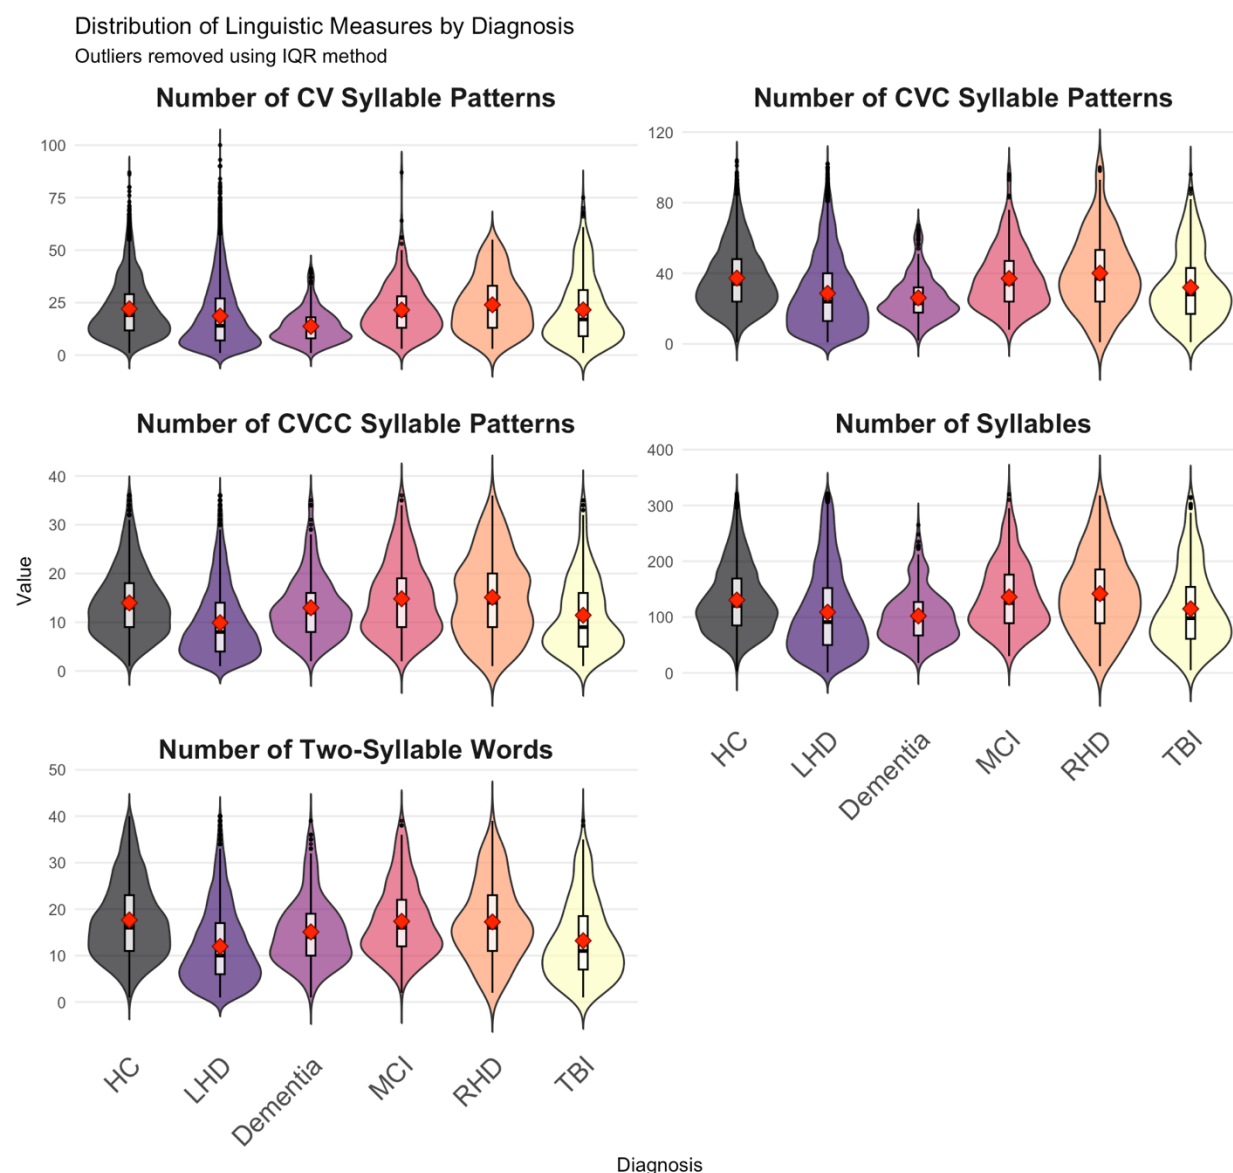 Distribution of Linguistic Measures by Diagnosis
Outliers removed using IQR method
Number of CV Syllable Patterns
100
75
50
25
0
Number of CVC Syllable Patterns
120
80
40
0
Number of CVCC Syllable Patterns
40
30
20
10
0
Number of Syllables
400
300
200
100
0
HC
LHD
Dementia
MCI
RHD
TBI
Value
Number of Two-Syllable Words
50
40
30
20
10
0
HC
LHD
Dementia
MCI
RHD
TBI
Diagnosis